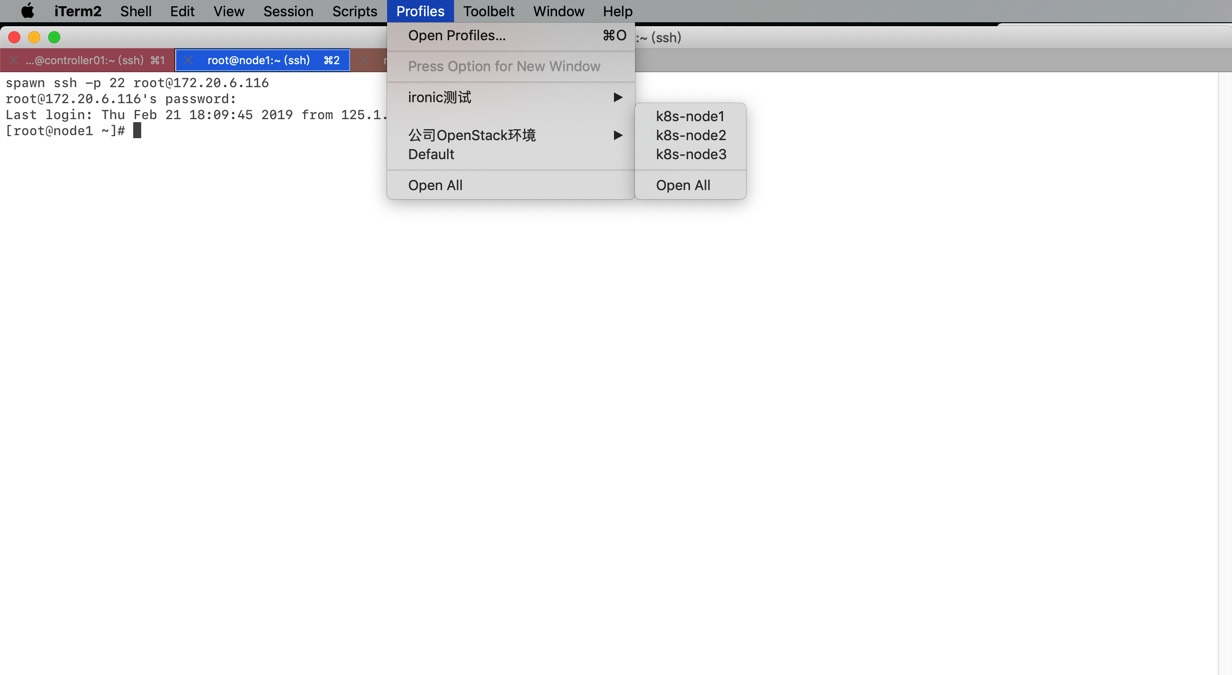 iTerm2 Shell Edit View Session Scripts Profiles Toolbelt Window Help
:~ (ssh)
...@controller01:~ (ssh) ⌘1 root@node1:~ (ssh) ⌘2
spawn ssh -p 22 root@172.20.6.116
root@172.20.6.116's password:
Last login: Thu Feb 21 18:09:45 2019 from 125.1.
[root@node1 ~]#
Open Profiles... ⌘O
Press Option for New Window
ironic测试
公司OpenStack环境
Default
Open All
k8s-node1
k8s-node2
k8s-node3
Open All